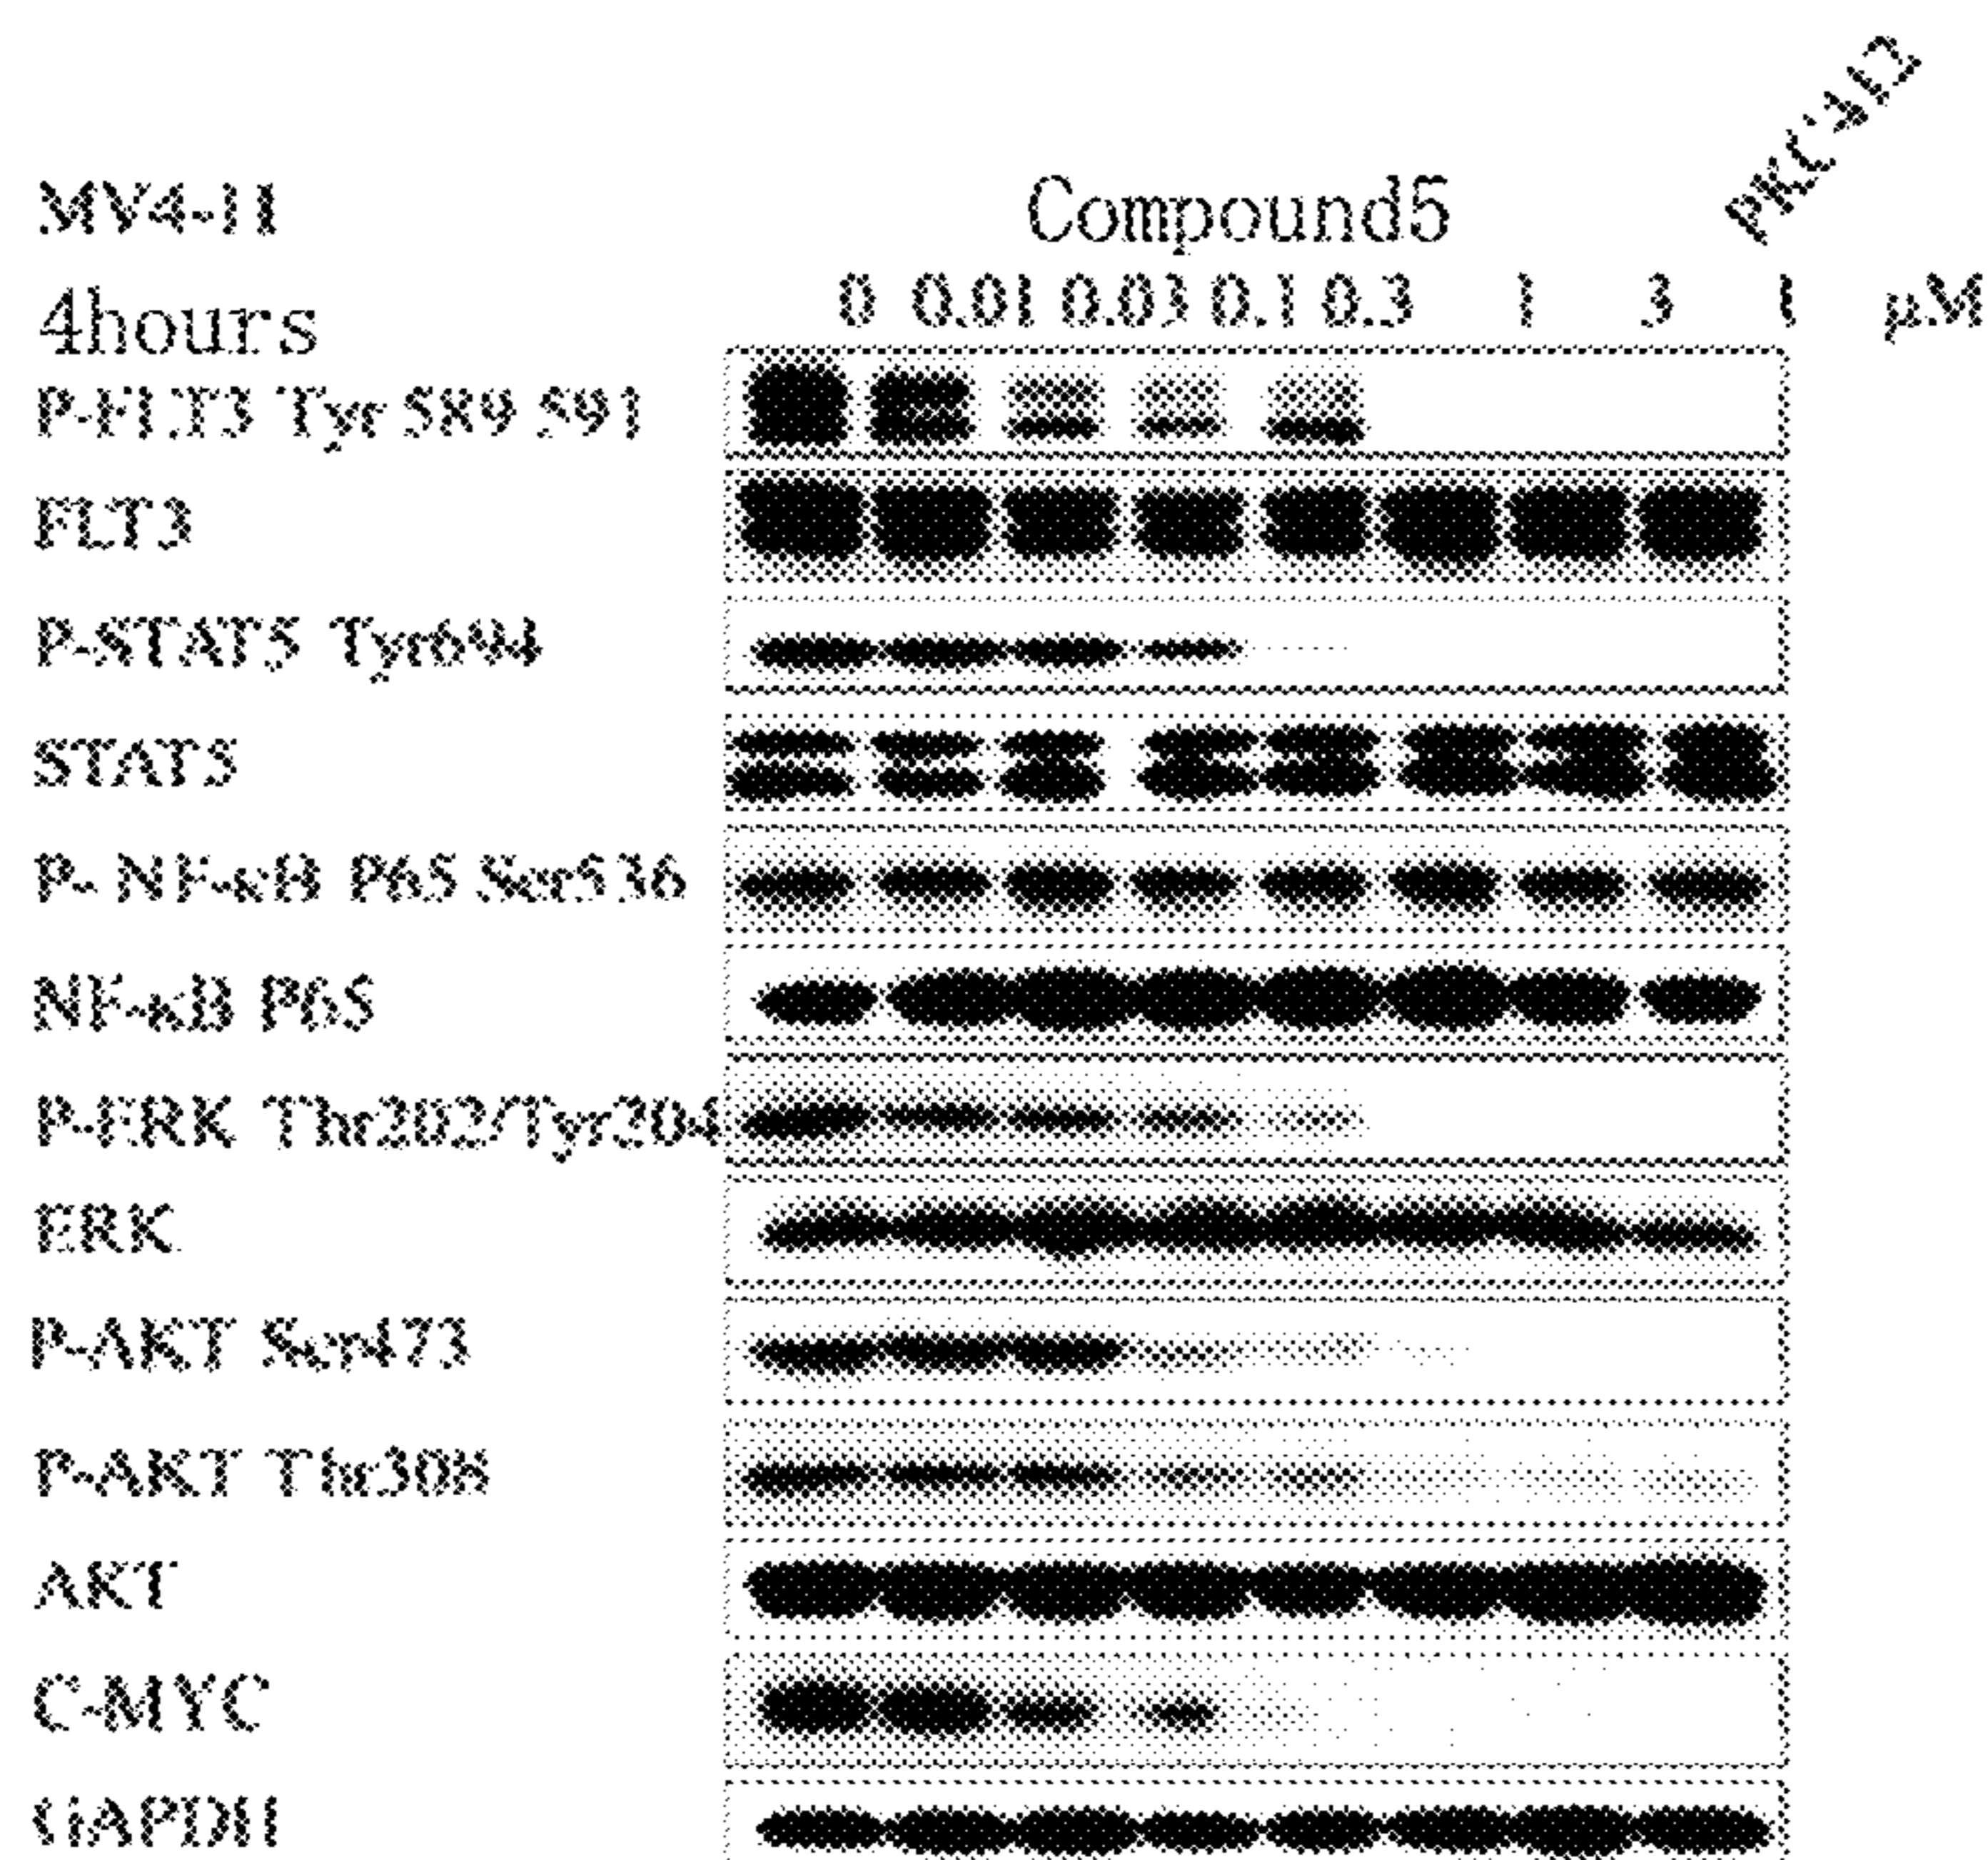 PKC412
MV4-11 Compound5
4hours 0 0.01 0.03 0.1 0.3 1 3 1 μM
P-FLT3 Tyr 589 591
FLT3
P-STAT5 Tyr694
STAT5
P- NF-κB P65 Ser536
NF-κB P65
P-ERK Thr202/Tyr204
ERK
P-AKT Ser473
P-AKT Thr308
AKT
C-MYC
GAPDH